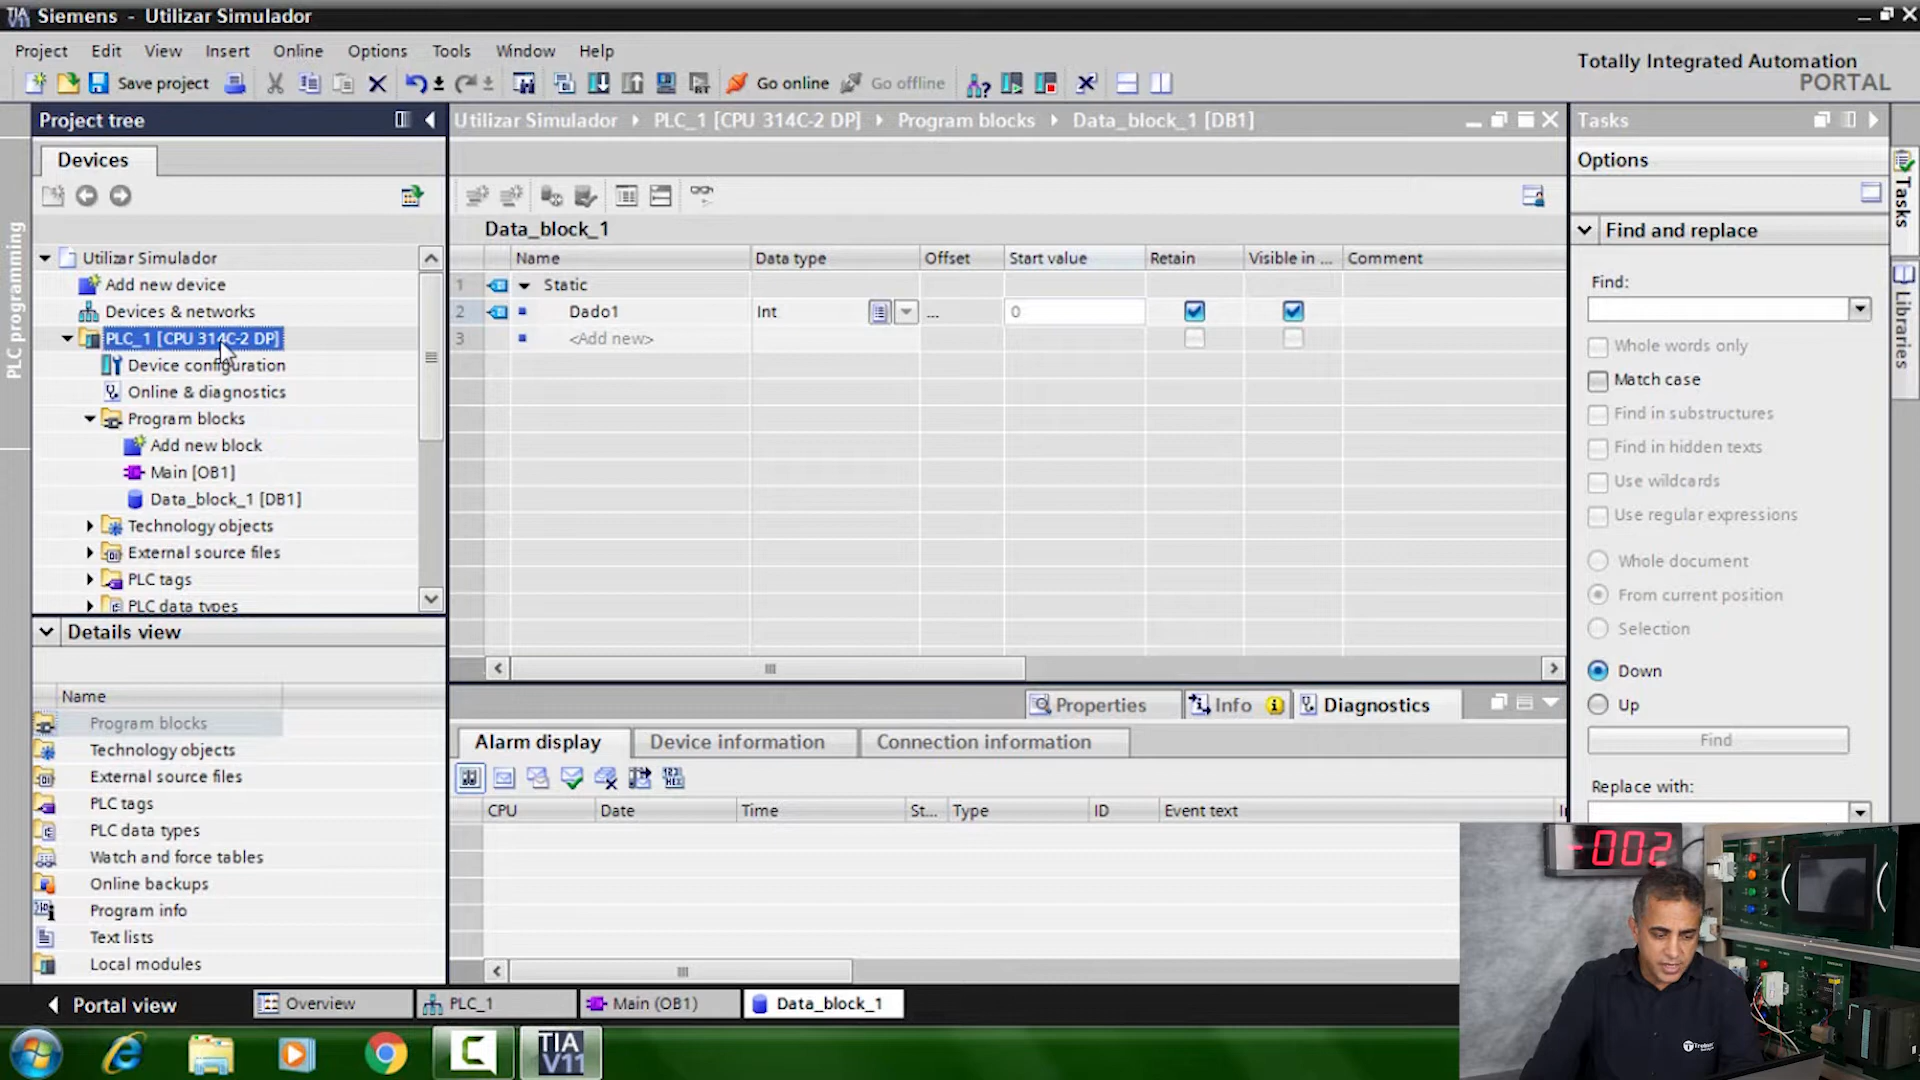 Siemens - Utilizar Simulador
Project Edit View Insert Online Options Tools Window Help
Totally Integrated Automation
PORTAL
Save project Go online Go offline
Project tree
Utilizar Simulador PLC_1 [CPU 314C-2 DP] Program blocks Data_block_1 [DB1]
Tasks
Devices
Options
PLC programming
Tasks
Libraries
Utilizar Simulador
Add new device
Devices & networks
PLC_1 [CPU 314C-2 DP]
Device configuration
Online & diagnostics
Program blocks
Add new block
Main [OB1]
Data_block_1 [DB1]
Technology objects
External source files
PLC tags
PLC data types
Data_block_1
Name Data type Offset Start value Retain Visible in ... Comment
1 Static
2 Dado1 Int ... 0
3 <Add new>
Find and replace
Find:
Whole words only
Match case
Find in substructures
Find in hidden texts
Use wildcards
Use regular expressions
Whole document
From current position
Selection
Down
Up
Find
Replace with:
Details view
Name
Program blocks
Technology objects
External source files
PLC tags
PLC data types
Watch and force tables
Online backups
Program info
Text lists
Local modules
Properties Info Diagnostics
Alarm display Device information Connection information
CPU Date Time St... Type ID Event text
-002
Portal view Overview PLC_1 Main (OB1) Data_block_1
TIA
V11